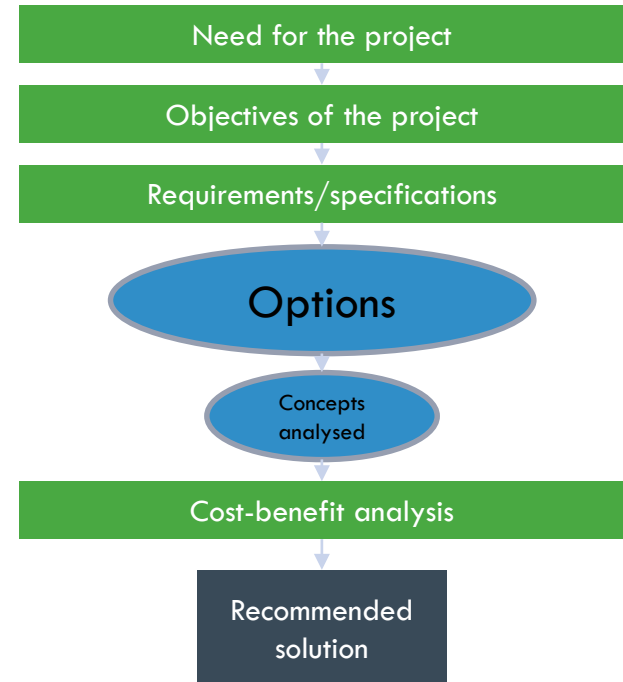 Need for the project
Objectives of the project
Requirements/specifications
Options
Concepts
analysed
Cost-benefit analysis
Recommended
solution